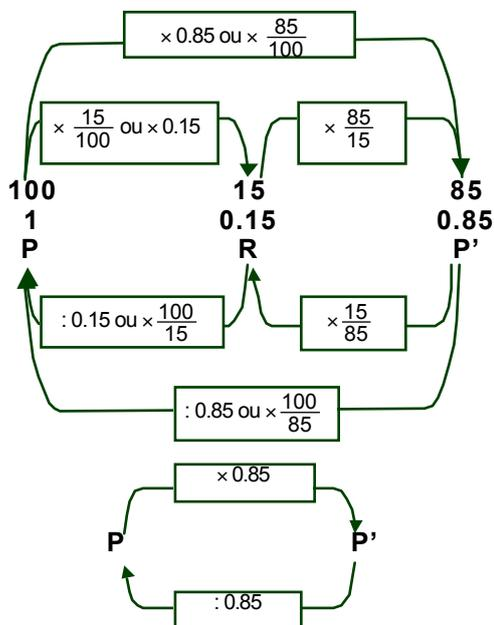 × 0.85 ou × 85/100
× 15/100 ou × 0.15
× 85/15
100 15 85
1 0.15 0.85
P R P’
: 0.15 ou × 100/15
× 15/85
: 0.85 ou × 100/85
× 0.85
P P’
: 0.85